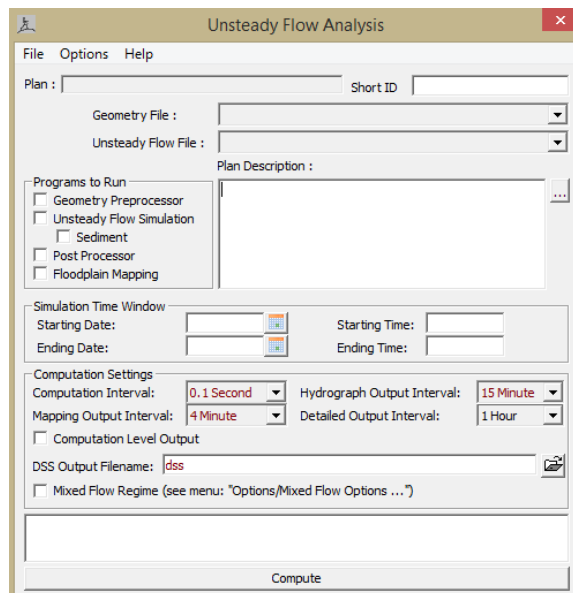 Unsteady Flow Analysis
File Options Help
Plan : Short ID
Geometry File :
Unsteady Flow File :
Plan Description :
Programs to Run
Geometry Preprocessor
Unsteady Flow Simulation
Sediment
Post Processor
Floodplain Mapping
...
Simulation Time Window
Starting Date: Starting Time:
Ending Date: Ending Time:
Computation Settings
Computation Interval: 0.1 Second Hydrograph Output Interval: 15 Minute
Mapping Output Interval: 4 Minute Detailed Output Interval: 1 Hour
Computation Level Output
DSS Output Filename: dss
Mixed Flow Regime (see menu: "Options/Mixed Flow Options ...")
Compute